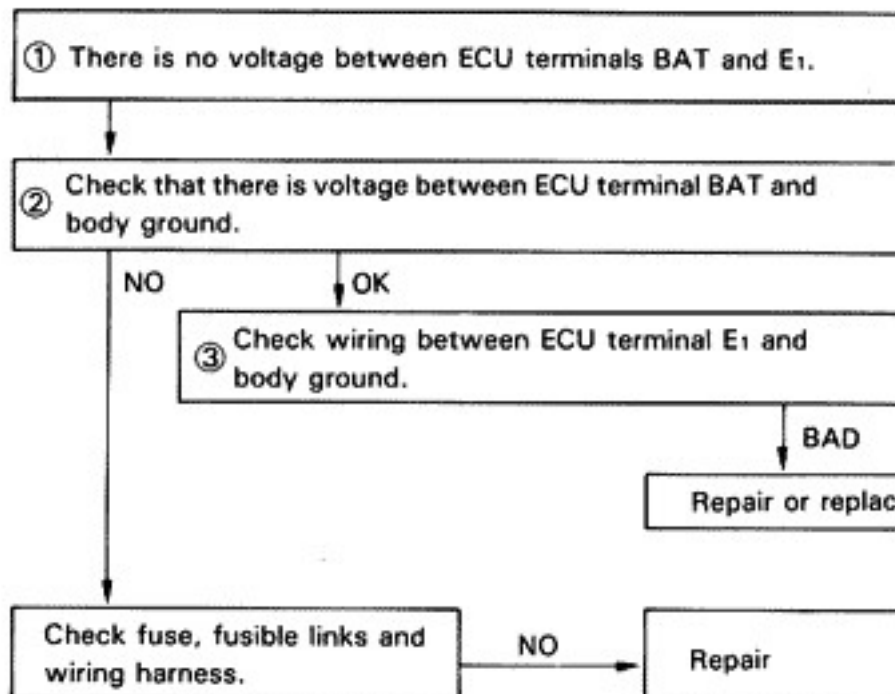 ① There is no voltage between ECU terminals BAT and E₁.
② Check that there is voltage between ECU terminal BAT and
body ground.
NO
OK
③ Check wiring between ECU terminal E₁ and
body ground.
BAD
Repair or replac
Check fuse, fusible links and
wiring harness.
NO
Repair